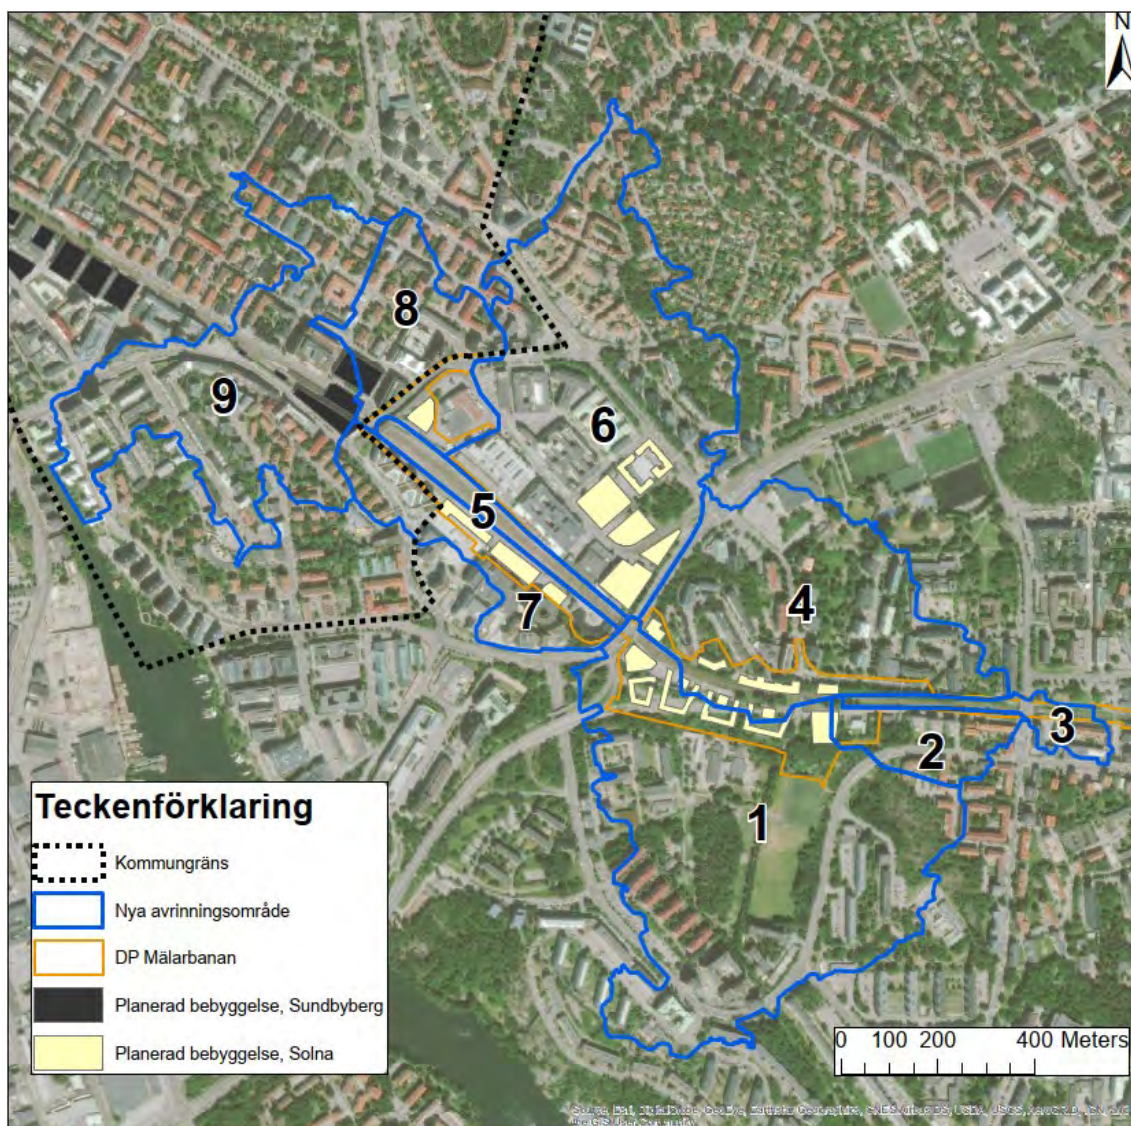 N
8
9
6
5
7
4
3
2
1
Teckenförklaring
Kommungräns
Nya avrinningsområde
DP Mälarbanan
Planerad bebyggelse, Sundbyberg
Planerad bebyggelse, Solna
0 100 200 400 Meters